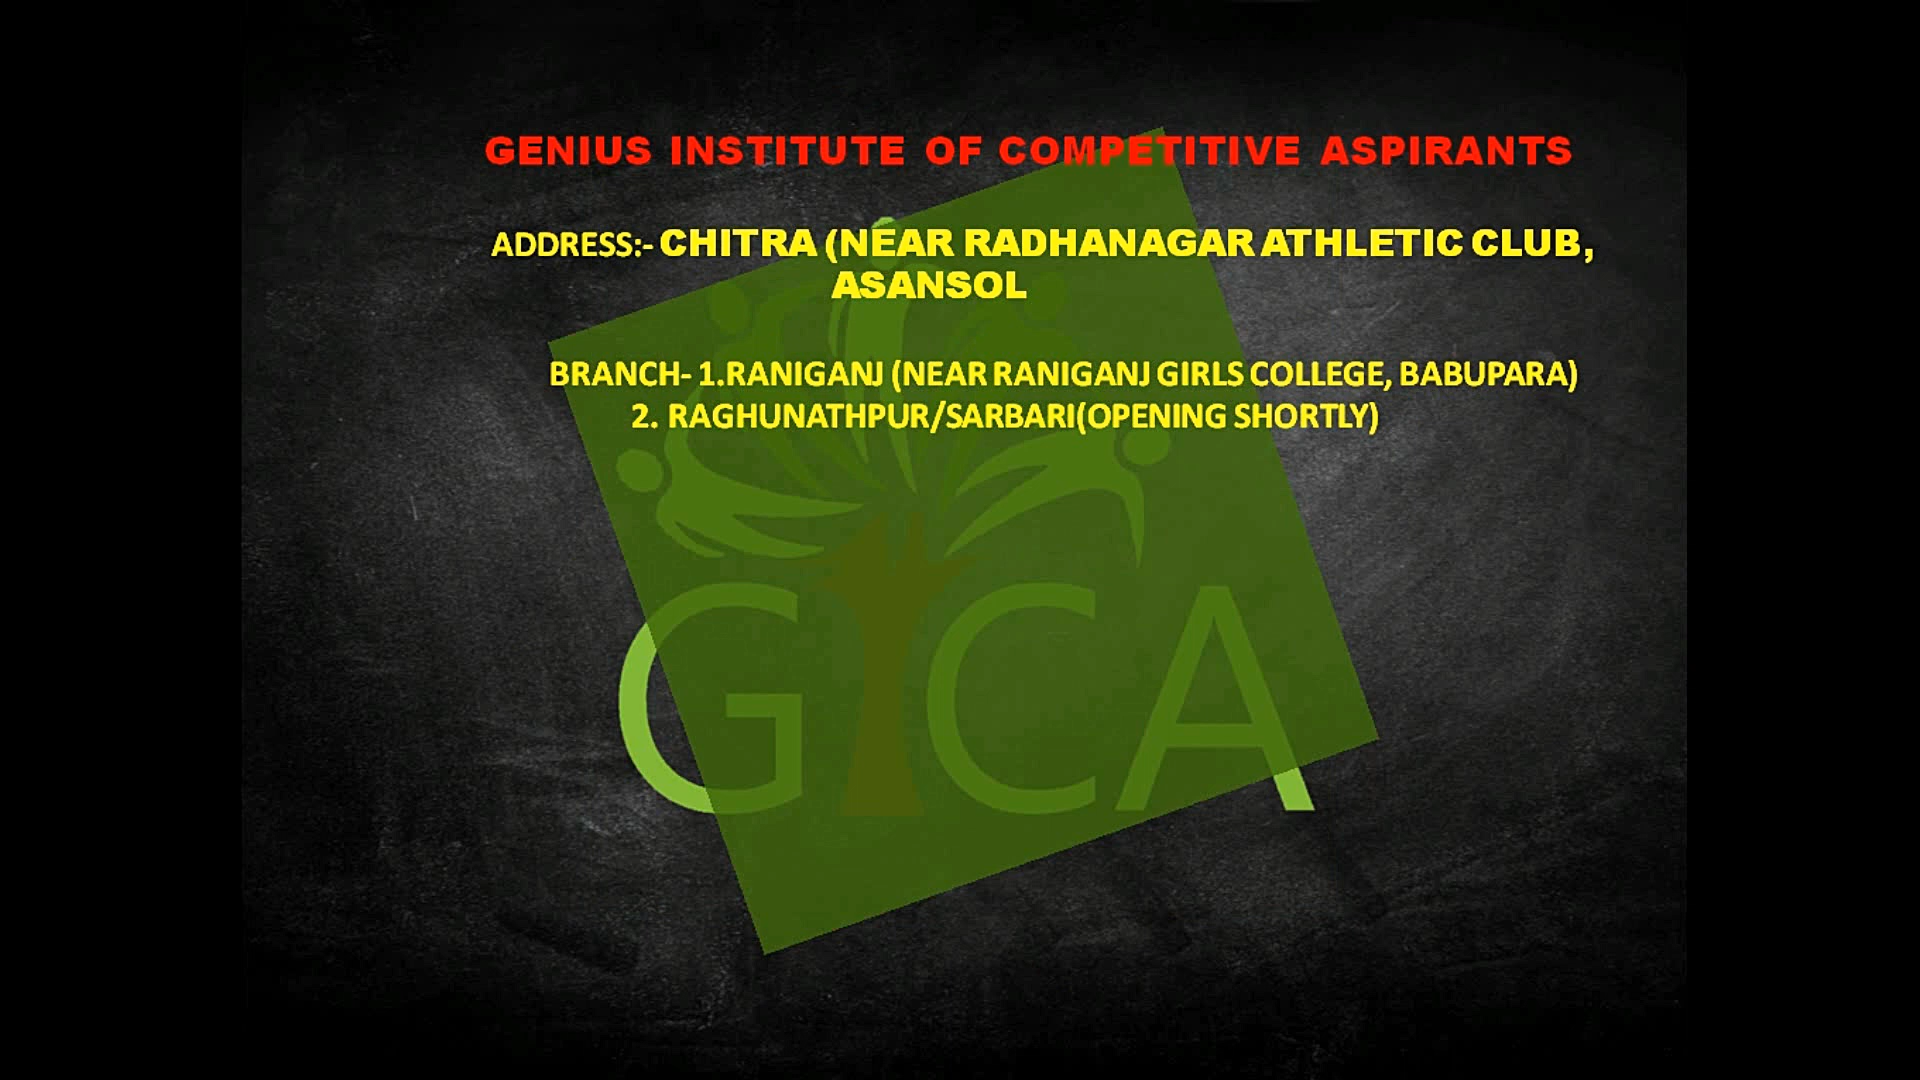 GENIUS INSTITUTE OF COMPETITIVE ASPIRANTS
ADDRESS:- CHITRA (NEAR RADHANAGAR ATHLETIC CLUB,
ASANSOL
BRANCH- 1.RANIGANJ (NEAR RANIGANJ GIRLS COLLEGE, BABUPARA)
2. RAGHUNATHPUR/SARBARI(OPENING SHORTLY)
GICA